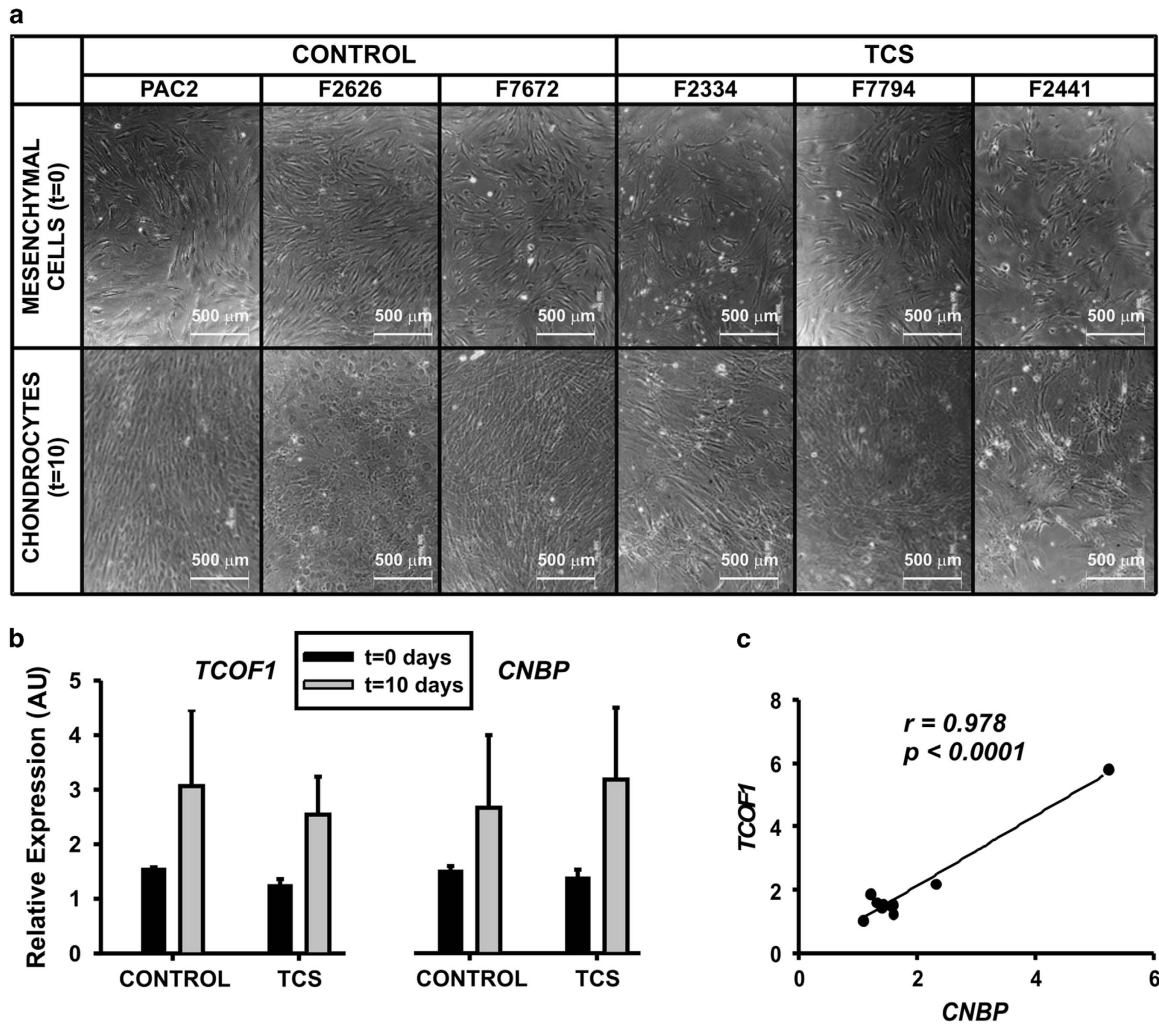 a
CONTROL TCS
PAC2 F2626 F7672 F2334 F7794 F2441
MESENCHYMAL
CELLS (t=0)
500 μm 500 μm 500 μm 500 μm 500 μm 500 μm
CHONDROCYTES
(t=10)
500 μm 500 μm 500 μm 500 μm 500 μm 500 μm
b
TCOF1
t=0 days
t=10 days
CNBP
Relative Expression (AU)
5
4
3
2
1
0
CONTROL TCS CONTROL TCS
c
r = 0.978
p < 0.0001
TCOF1
8
6
4
2
0
0 2 4 6
CNBP